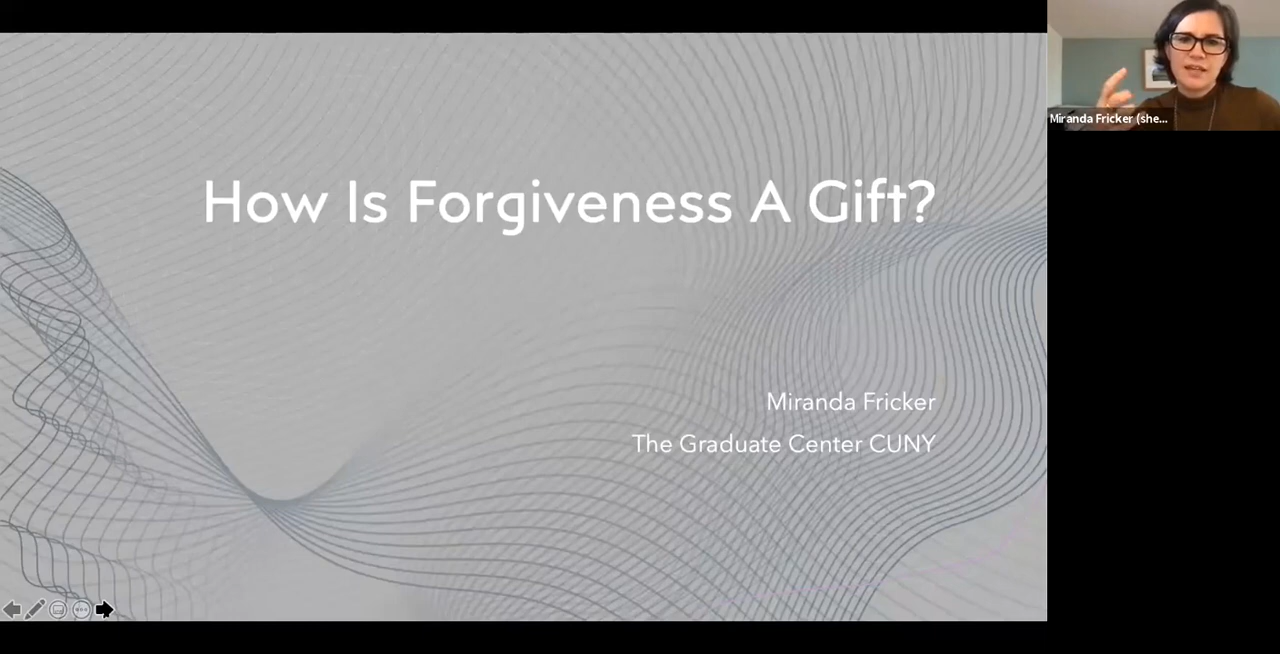 How Is Forgiveness A Gift?
Miranda Fricker
The Graduate Center CUNY
Miranda Fricker (she...